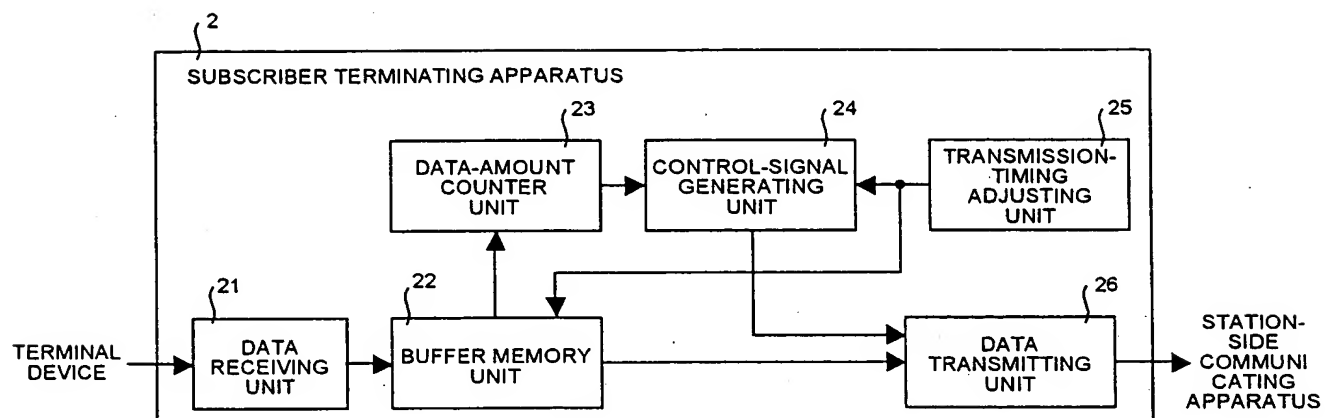 2
SUBSCRIBER TERMINATING APPARATUS
23
24
25
DATA-AMOUNT
COUNTER
UNIT
CONTROL-SIGNAL
GENERATING
UNIT
TRANSMISSION-
TIMING
ADJUSTING
UNIT
21
22
26
TERMINAL
DEVICE
DATA
RECEIVING
UNIT
BUFFER MEMORY
UNIT
DATA
TRANSMITTING
UNIT
STATION-
SIDE
COMMUNI
CATING
APPARATUS